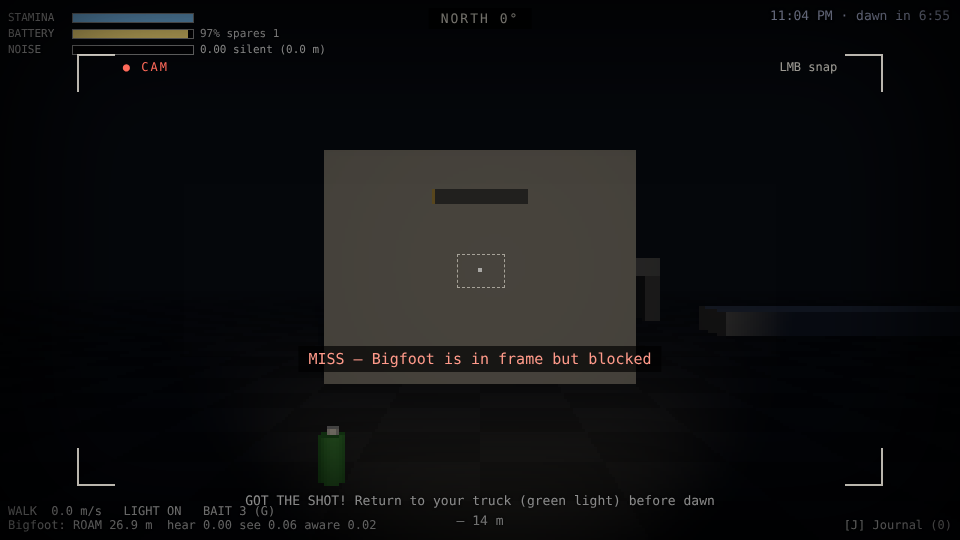 STAMINA
BATTERY 97% spares 1
NOISE 0.00 silent (0.0 m)
NORTH 0°
11:04 PM · dawn in 6:55
● CAM
LMB snap
MISS — Bigfoot is in frame but blocked
GOT THE SHOT! Return to your truck (green light) before dawn
— 14 m
WALK 0.0 m/s LIGHT ON BAIT 3 (G)
Bigfoot: ROAM 26.9 m hear 0.00 see 0.06 aware 0.02
[J] Journal (0)